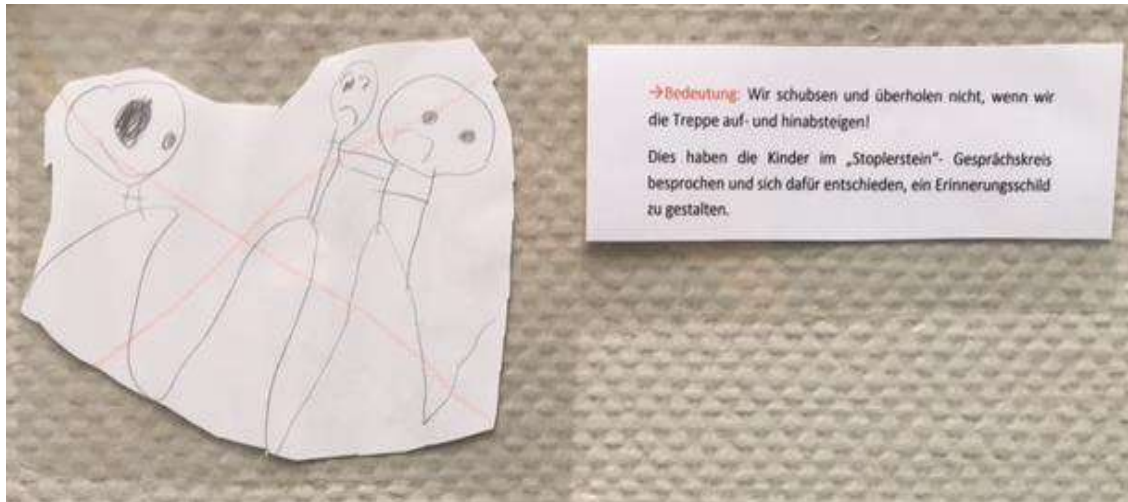 →Bedeutung: Wir schubsen und überholen nicht, wenn wir
die Treppe auf- und hinabsteigen!
Dies haben die Kinder im „Stoplerstein"- Gesprächskreis
besprochen und sich dafür entschieden, ein Erinnerungsschild
zu gestalten.